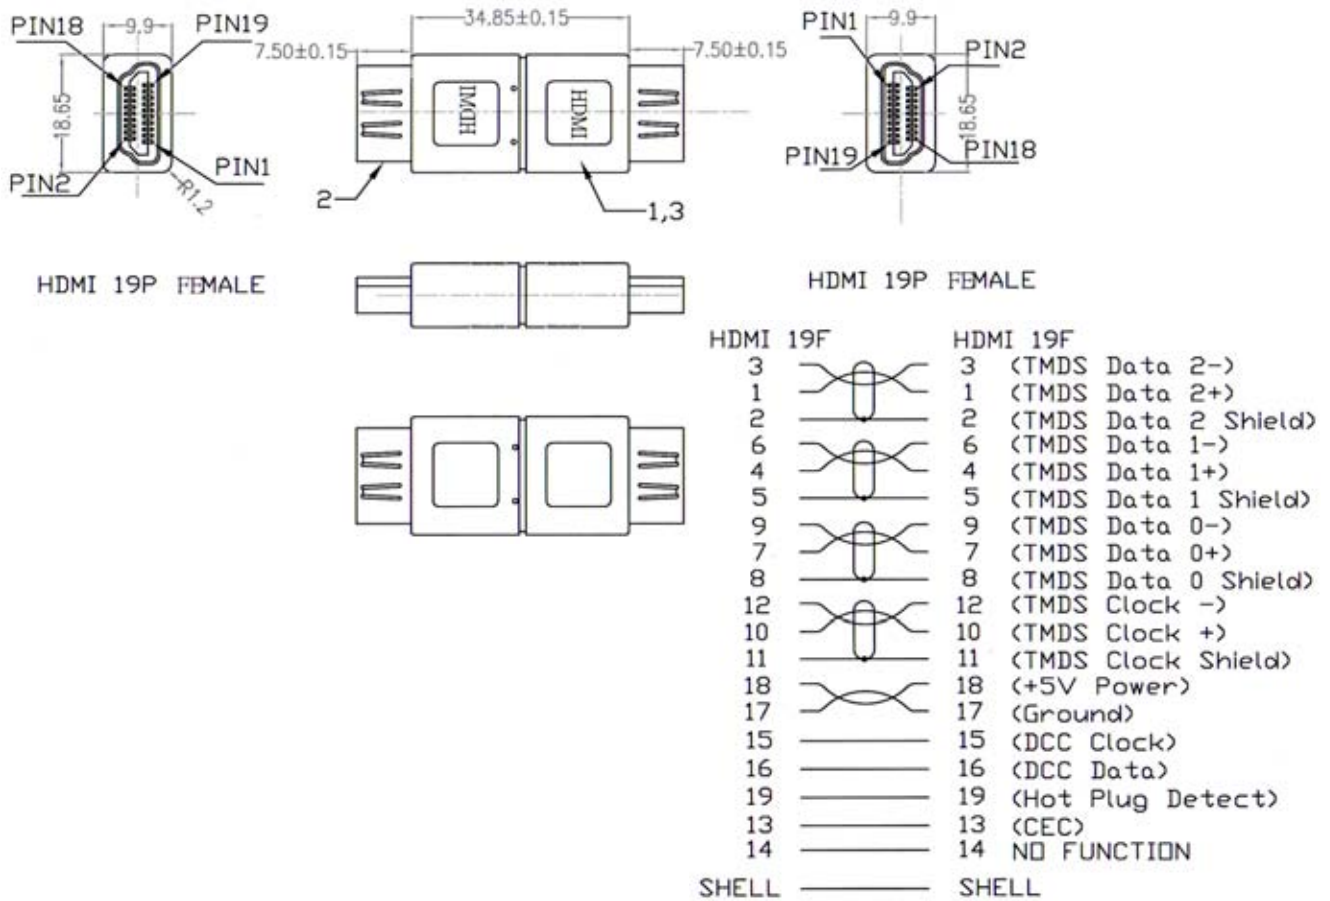 PIN18 9.9 PIN19
34.85±0.15
PIN1 9.9
7.50±0.15 7.50±0.15
PIN2
18.65 HDMI HDMI 18.65
PIN2 PIN1 R1.2
PIN19 PIN18
2 1,3
HDMI 19P FEMALE
HDMI 19P FEMALE
HDMI 19F HDMI 19F
3 3 (TMDS Data 2-)
1 1 (TMDS Data 2+)
2 2 (TMDS Data 2 Shield)
6 6 (TMDS Data 1-)
4 4 (TMDS Data 1+)
5 5 (TMDS Data 1 Shield)
9 9 (TMDS Data 0-)
7 7 (TMDS Data 0+)
8 8 (TMDS Data 0 Shield)
12 12 (TMDS Clock -)
10 10 (TMDS Clock +)
11 11 (TMDS Clock Shield)
18 18 (+5V Power)
17 17 (Ground)
15 15 (DCC Clock)
16 16 (DCC Data)
19 19 (Hot Plug Detect)
13 13 (CEC)
14 14 NO FUNCTION
SHELL SHELL